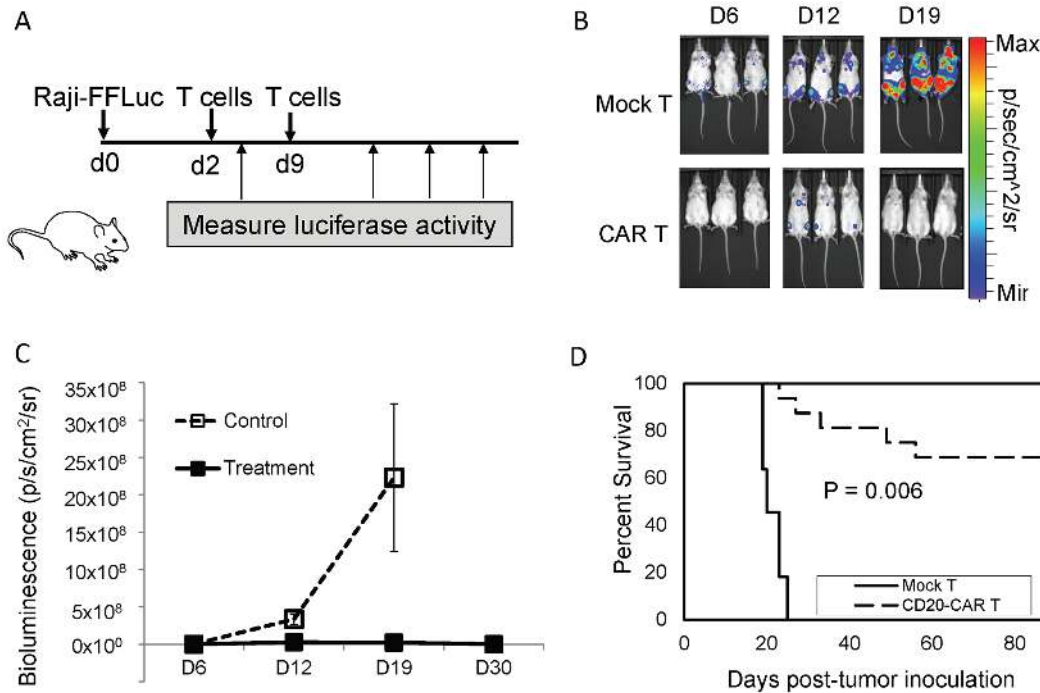 A
Raji-FFLuc T cells T cells
d0 d2 d9
Measure luciferase activity
B
D6 D12 D19
Mock T
CAR T
Max
p/sec/cm^2/sr
Mir
C
Bioluminescence (p/s/cm²/sr)
35x10⁸
30x10⁸
25x10⁸
20x10⁸
15x10⁸
10x10⁸
5x10⁸
0x10⁰
D6 D12 D19 D30
Control
Treatment
D
Percent Survival
100
80
60
40
20
0
P = 0.006
Mock T
CD20-CAR T
0 20 40 60 80
Days post-tumor inoculation